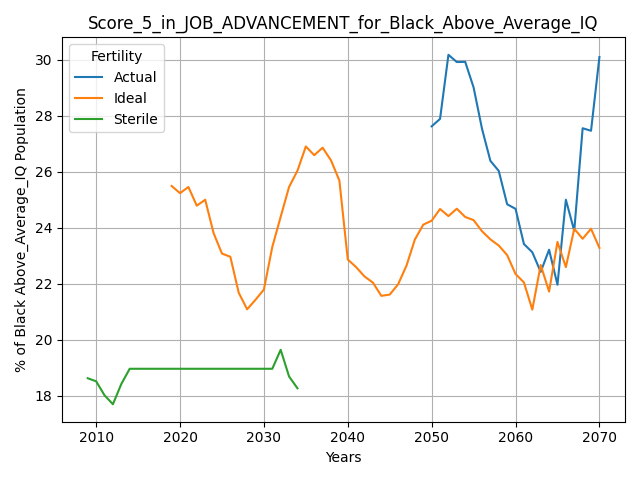 Score_5_in_JOB_ADVANCEMENT_for_Black_Above_Average_IQ
Fertility
Actual
Ideal
Sterile
% of Black Above_Average_IQ Population
30
28
26
24
22
20
18
2010 2020 2030 2040 2050 2060 2070
Years